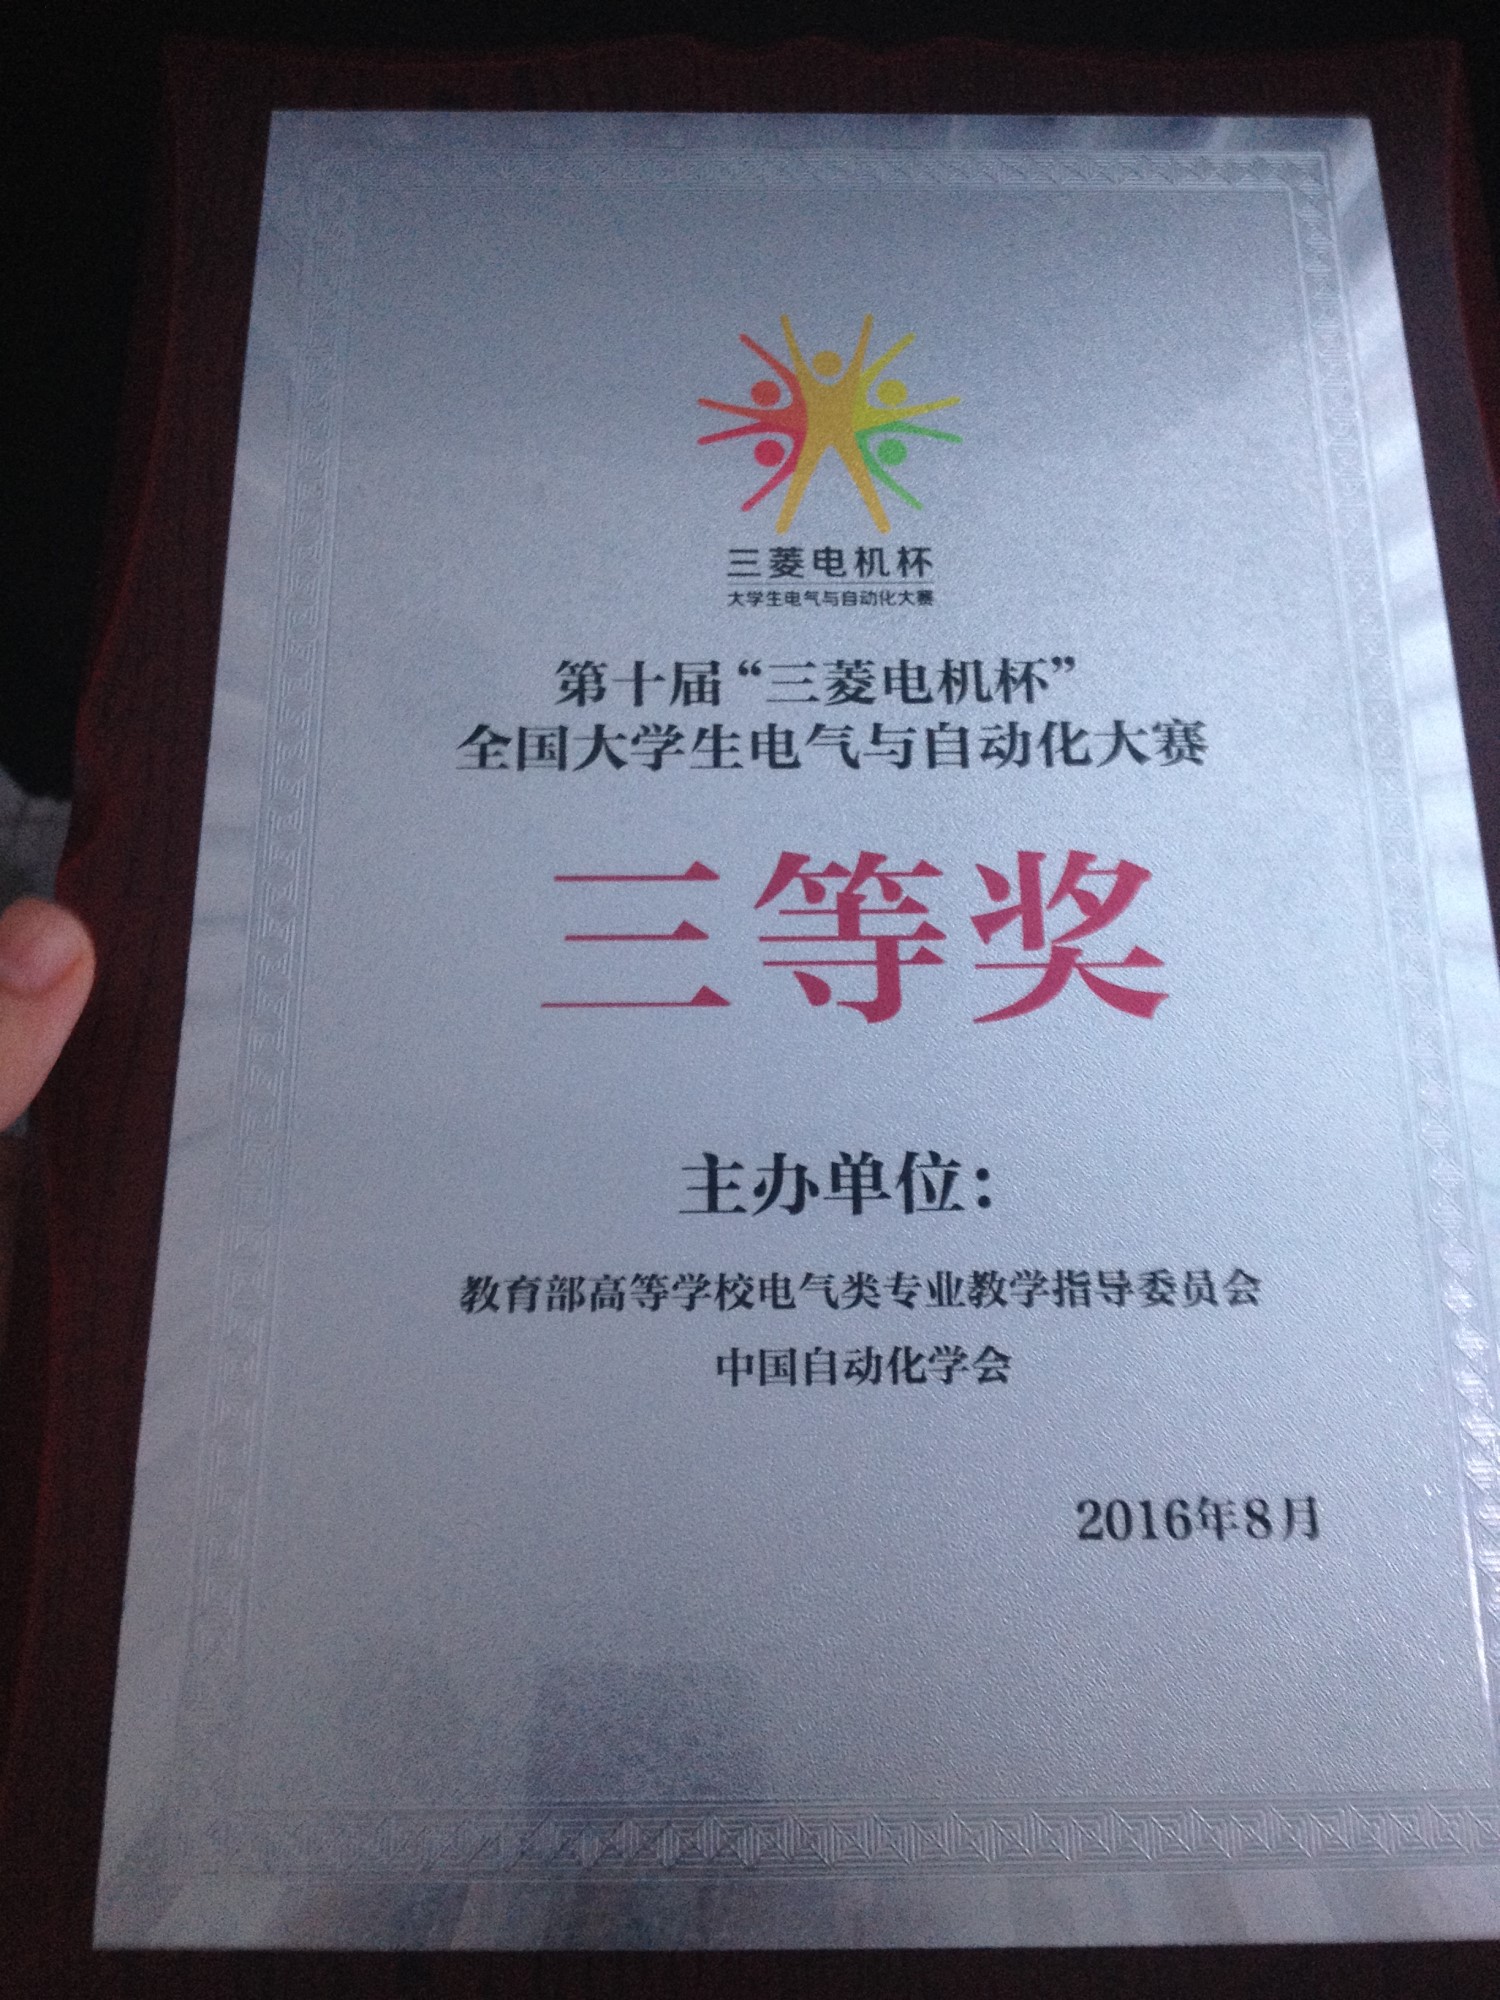 三菱电机杯
大学生电气与自动化大赛
第十届“三菱电机杯”
全国大学生电气与自动化大赛
三等奖
主办单位：
教育部高等学校电气类专业教学指导委员会
中国自动化学会
2016年8月